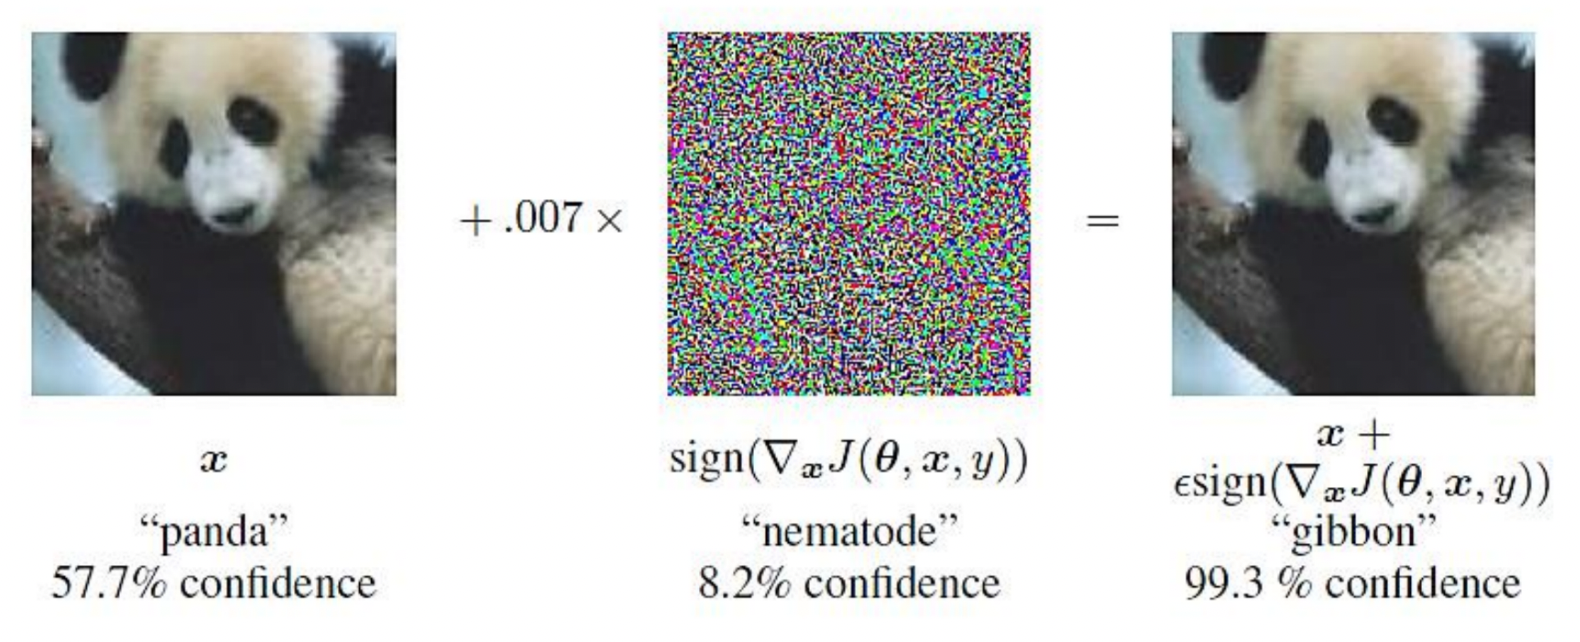 + .007 ×
=
x
sign(∇ₓJ(θ, x, y))
x +
ϵsign(∇ₓJ(θ, x, y))
“panda”
“nematode”
“gibbon”
57.7% confidence
8.2% confidence
99.3 % confidence